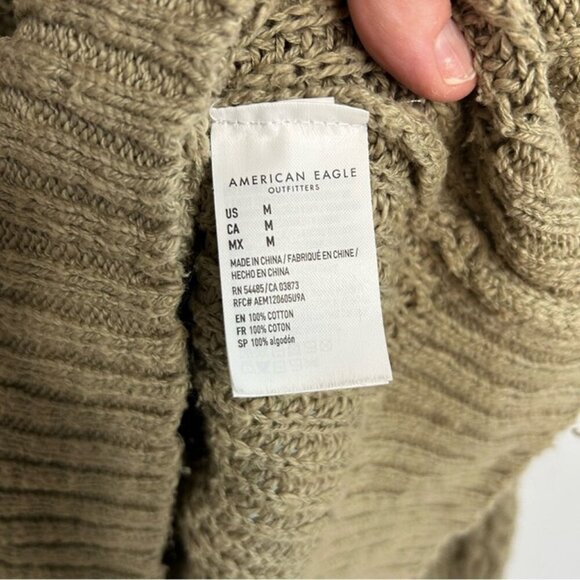 AMERICAN EAGLE
OUTFITTERS
US M
CA M
MX M
MADE IN CHINA / FABRIQUÉ EN CHINE /
HECHO EN CHINA
RN 54485/CA 03873
RFC# AEM120605U9A
EN 100% COTTON
FR 100% COTON
SP 100% algodón